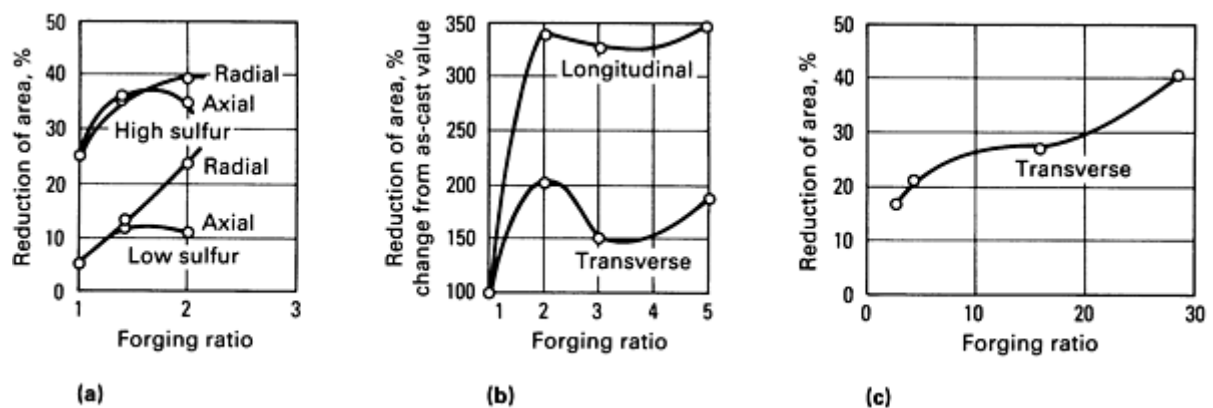 Reduction of area, %
50
40
30
20
10
0
Radial
Axial
High sulfur
Radial
Axial
Low sulfur
1
2
3
Forging ratio
(a)
Reduction of area, %
change from as-cast value
350
300
250
200
150
100
Longitudinal
Transverse
1
2
3
4
5
Forging ratio
(b)
Reduction of area, %
50
40
30
20
10
0
Transverse
0
10
20
30
Forging ratio
(c)